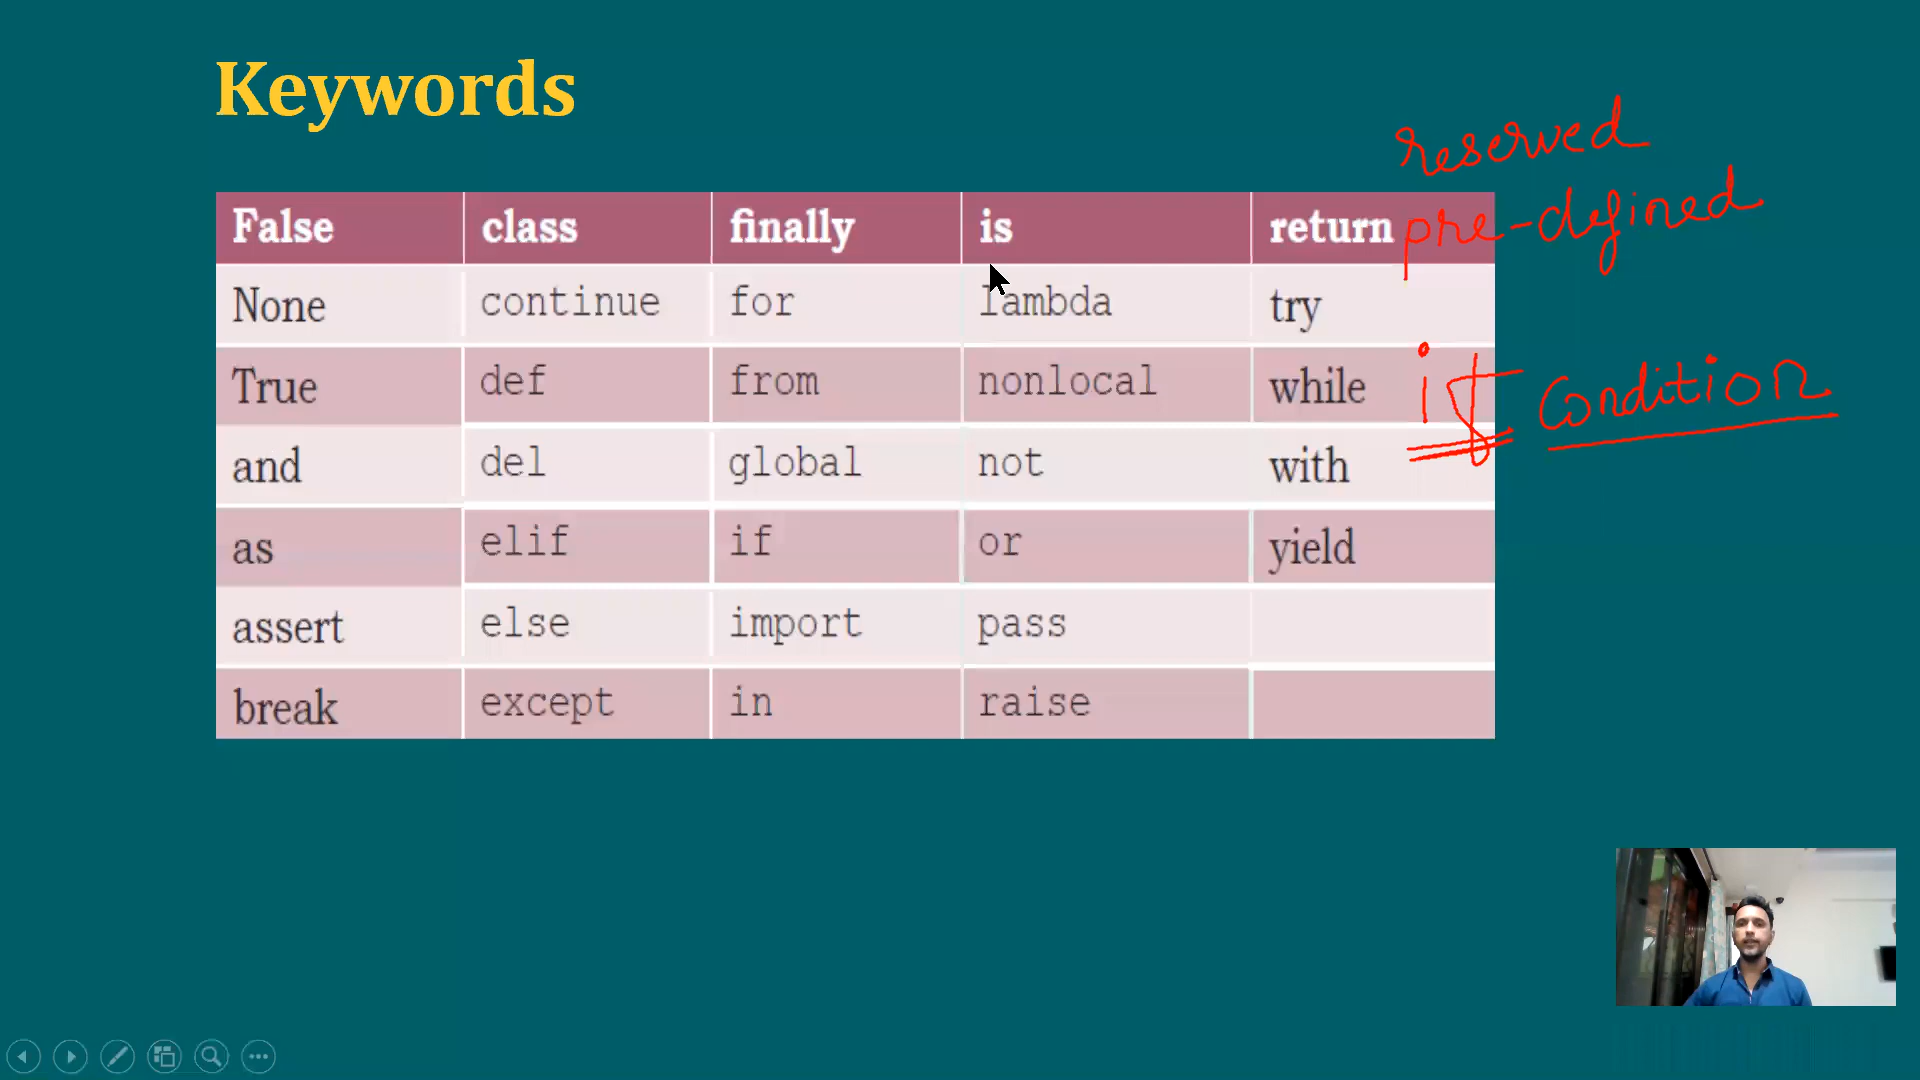 Keywords
reserved
pre-defined
False class finally is return
None continue for lambda try
True def from nonlocal while
if condition
and del global not with
as elif if or yield
assert else import pass
break except in raise